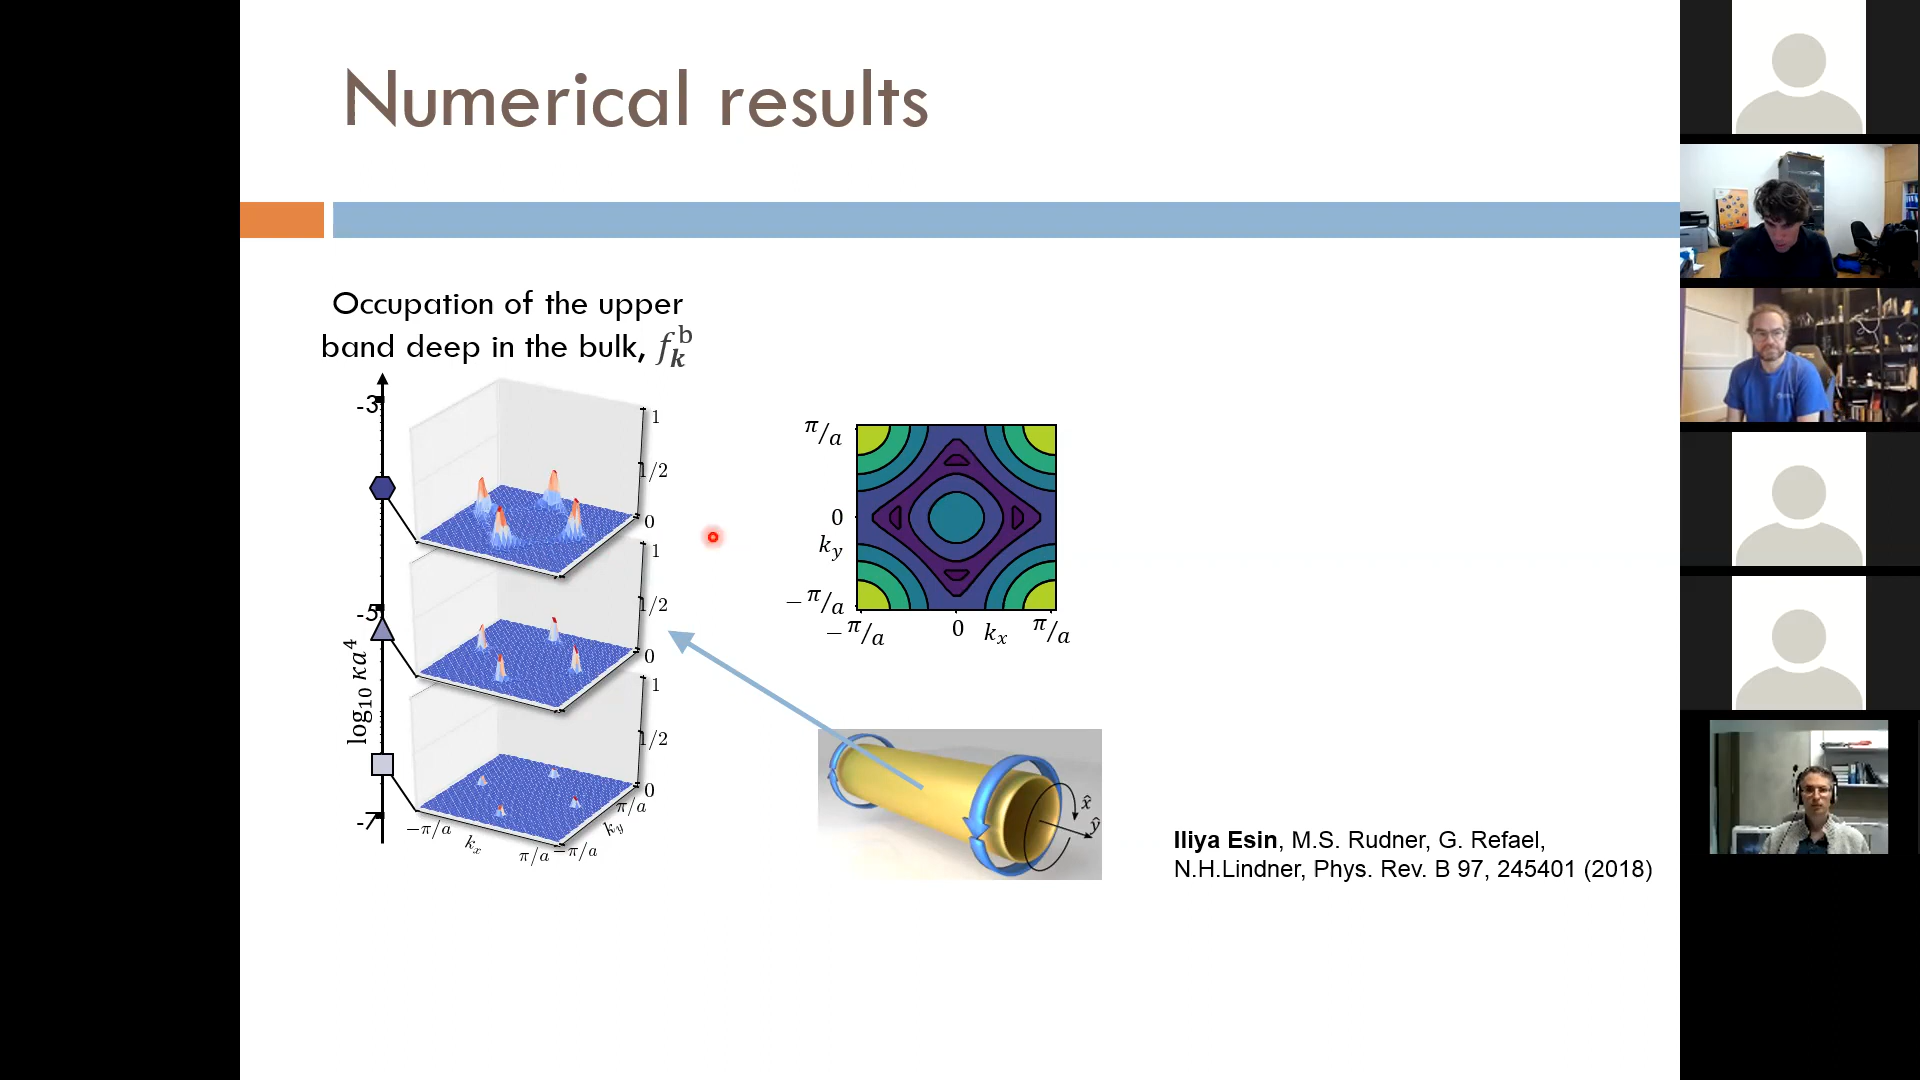 Numerical results
Occupation of the upper
band deep in the bulk, f_k^b
-3
-5
-7
log₁₀ κa⁴
1
1/2
0
1
1/2
0
1
1/2
0
−π/a
k_x
π/a
−π/a
k_y
π/a
π/a
0
k_y
−π/a
−π/a
0
k_x
π/a
x̂
ŷ
Iliya Esin, M.S. Rudner, G. Refael,
N.H.Lindner, Phys. Rev. B 97, 245401 (2018)